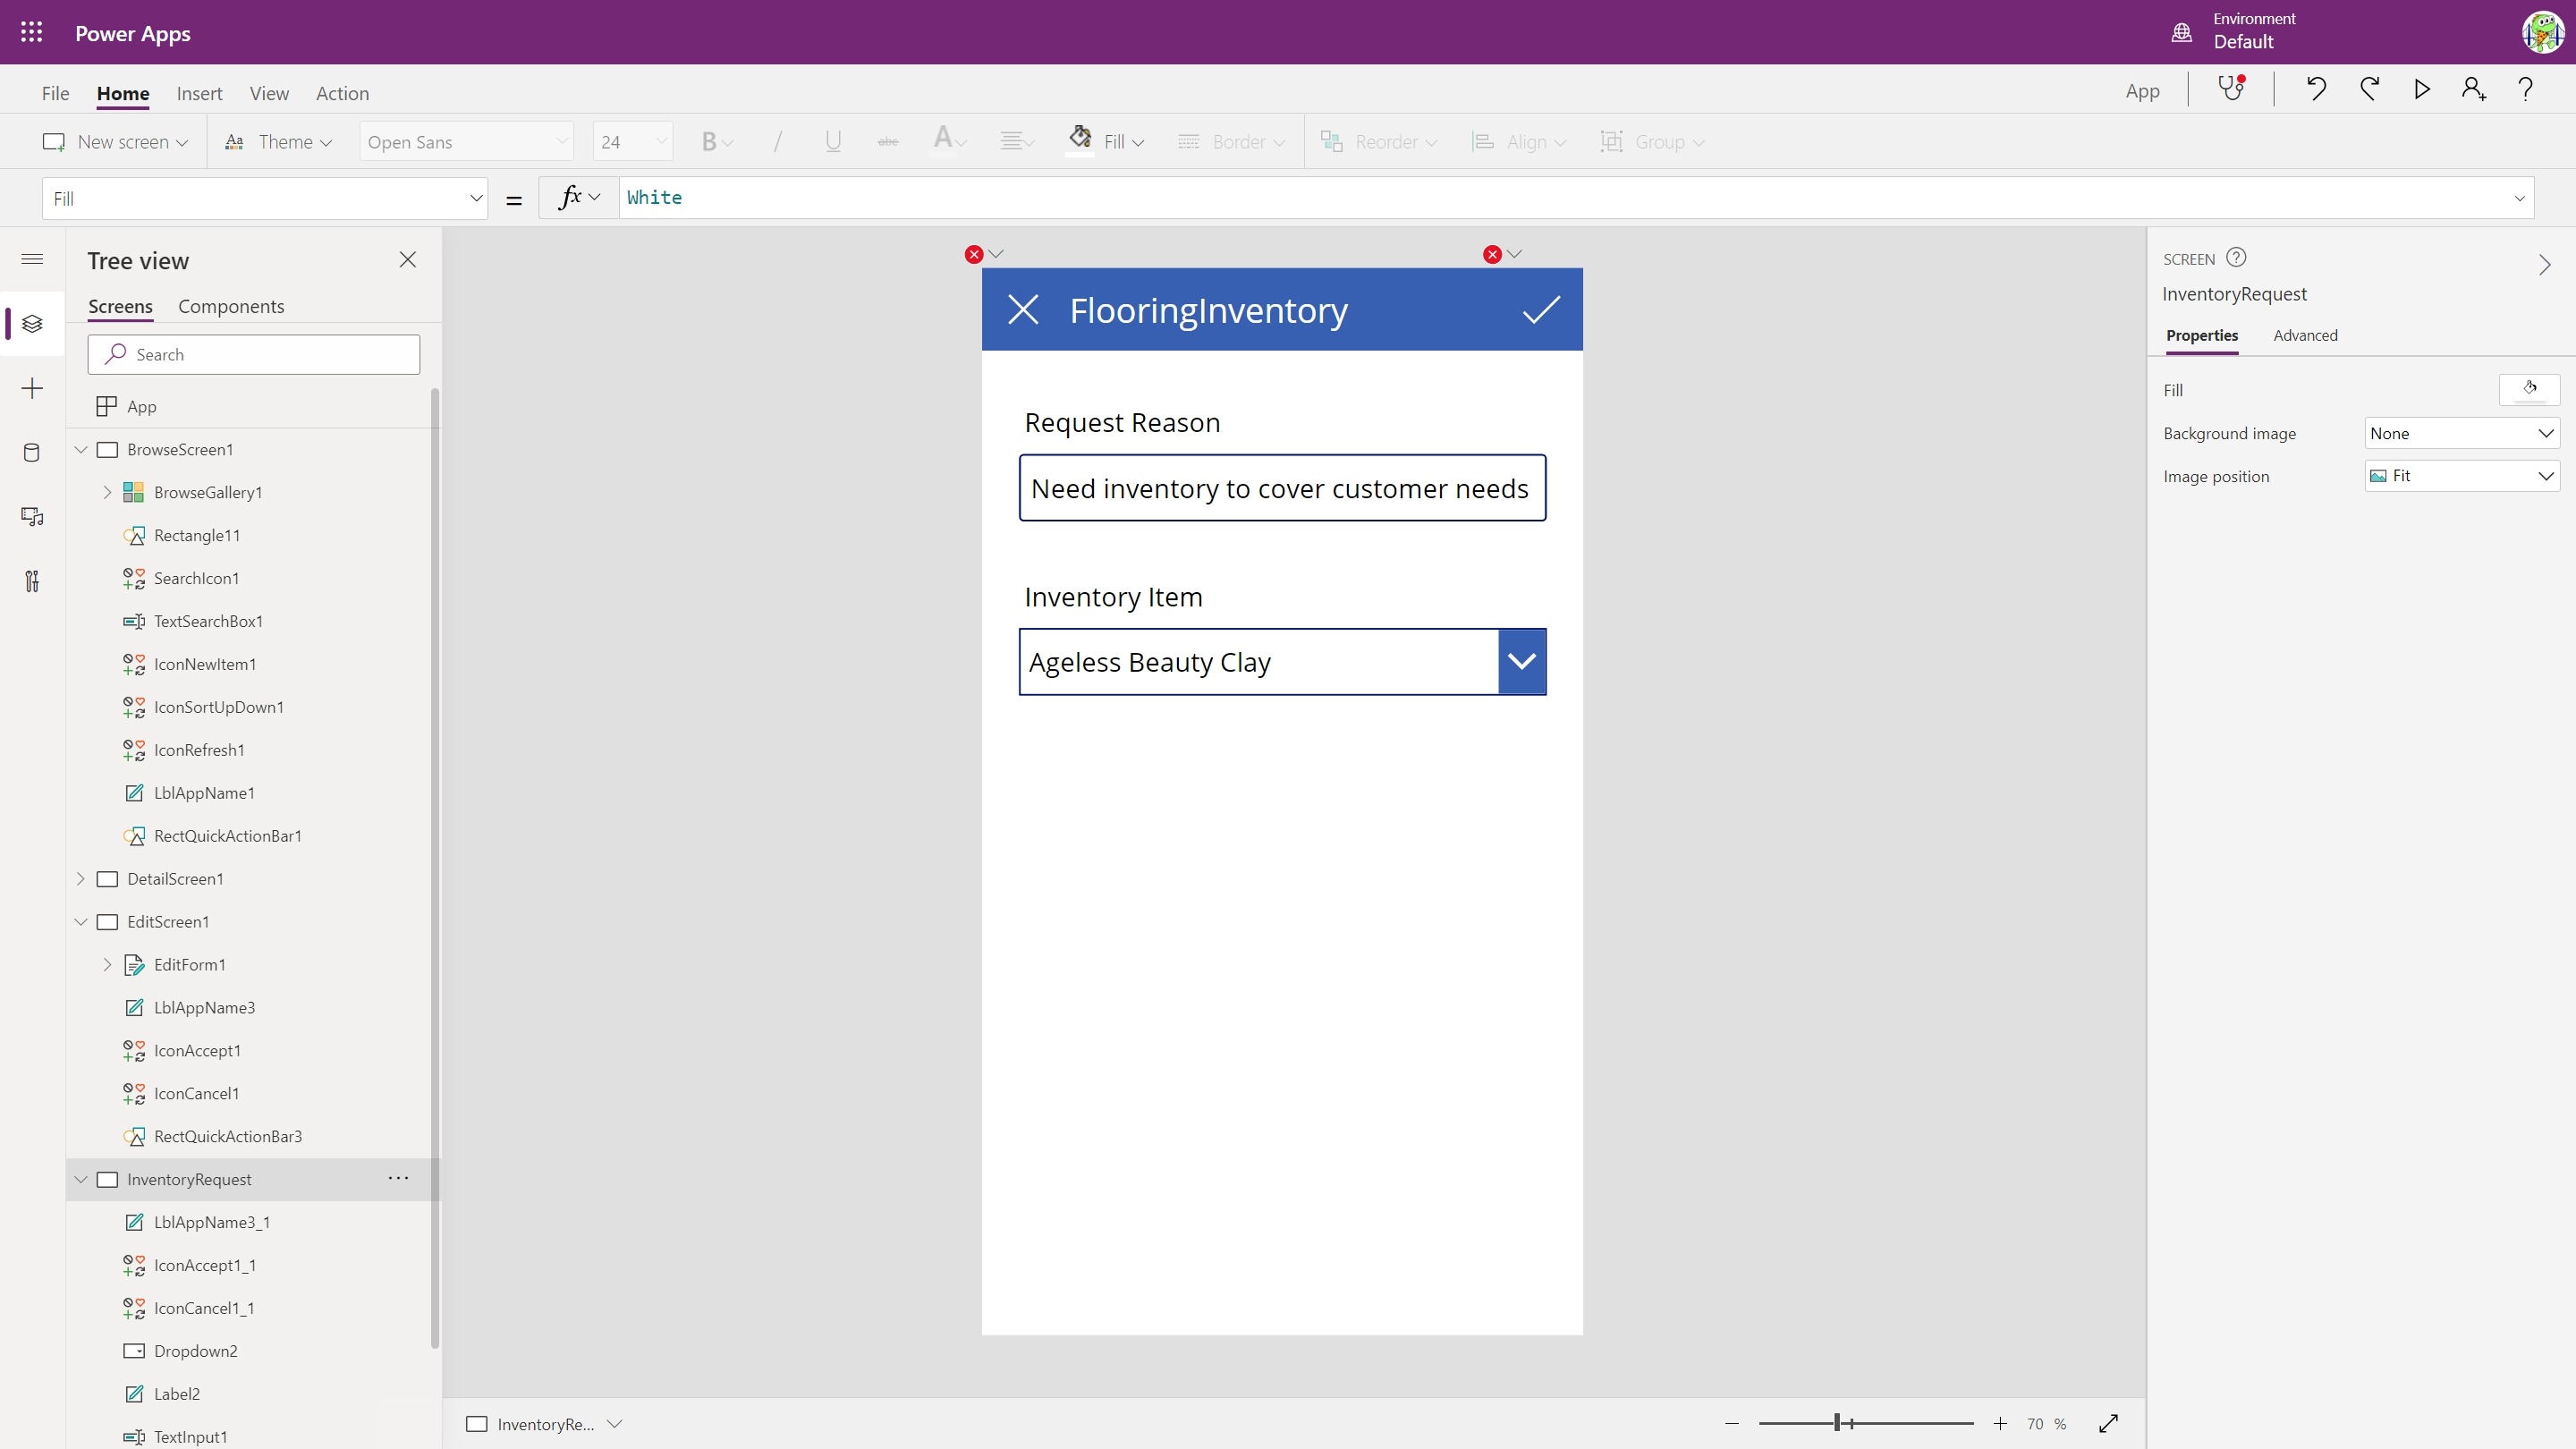 Power Apps
Environment
Default
File Home Insert View Action
App
New screen Theme Open Sans 24 B / U abc A Fill Border Reorder Align Group
Fill = fx White
Tree view
Screens Components
Search
App
BrowseScreen1
BrowseGallery1
Rectangle11
SearchIcon1
TextSearchBox1
IconNewItem1
IconSortUpDown1
IconRefresh1
LblAppName1
RectQuickActionBar1
DetailScreen1
EditScreen1
EditForm1
LblAppName3
IconAccept1
IconCancel1
RectQuickActionBar3
InventoryRequest
LblAppName3_1
IconAccept1_1
IconCancel1_1
Dropdown2
Label2
TextInput1
FlooringInventory
Request Reason
Need inventory to cover customer needs
Inventory Item
Ageless Beauty Clay
InventoryRe...
70 %
SCREEN
InventoryRequest
Properties Advanced
Fill
Background image None
Image position Fit